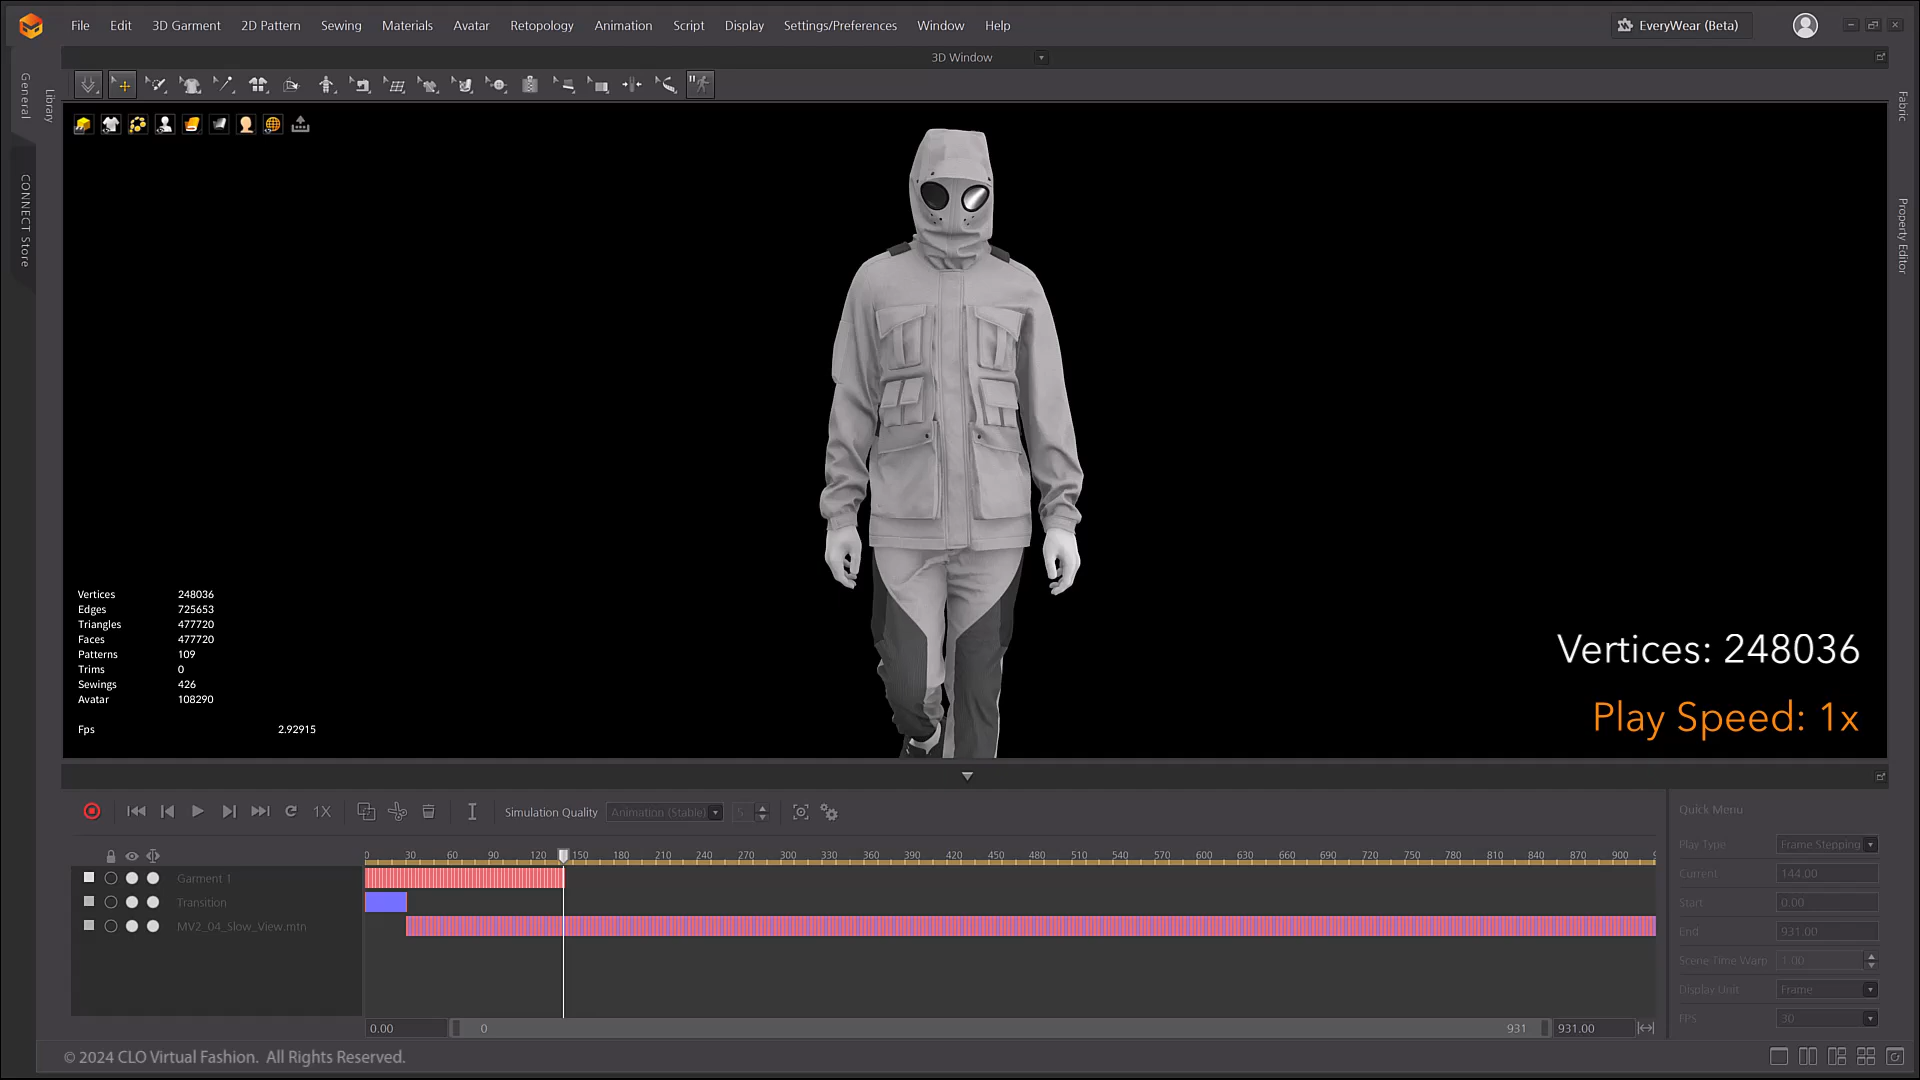 File Edit 3D Garment 2D Pattern Sewing Materials Avatar Retopology Animation Script Display Settings/Preferences Window Help EveryWear (Beta)
3D Window
General
Library
CONNECT Store
Fabric
Property Editor
Vertices 248036
Edges 725653
Triangles 477720
Faces 477720
Patterns 109
Trims 0
Sewings 426
Avatar 108290
Fps 2.92915
Vertices: 248036
Play Speed: 1x
1X Simulation Quality Animation (Stable) 5
0 30 60 90 120 150 180 210 240 270 300 330 360 390 420 450 480 510 540 570 600 630 660 690 720 750 780 810 840 870 900
Garment 1
Transition
MV2_04_Slow_View.mtn
0.00 0 931 931.00
Quick Menu
Play Type Frame Stepping
Current 144.00
Start 0.00
End 931.00
Scene Time Warp 1.00
Display Unit Frame
FPS 30
© 2024 CLO Virtual Fashion. All Rights Reserved.